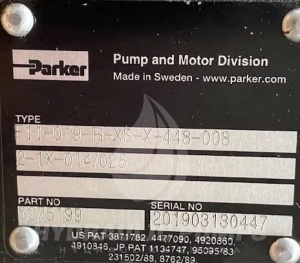 Parker
Pump and Motor Division
Made in Sweden - www.parker.com
TYPE
F11-019-R-XS-X-448-008
2-1X-014/025
PART NO
SERIAL NO
201903130447
US PAT 3871782, 4477090, 4920860,
4910846, JP PAT 1134747, 95095/83
231502/88, 8762/89.